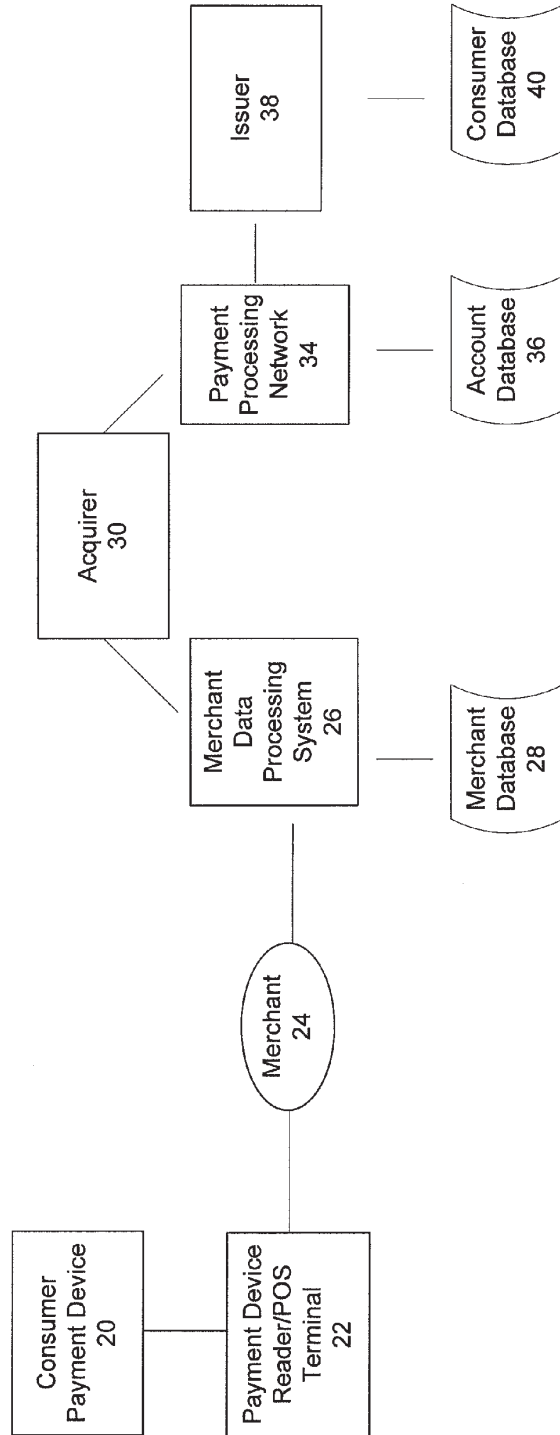 Consumer
Payment Device
20
Payment Device
Reader/POS
Terminal
22
Merchant
24
Merchant
Data
Processing
System
26
Merchant
Database
28
Acquirer
30
Payment
Processing
Network
34
Account
Database
36
Issuer
38
Consumer
Database
40